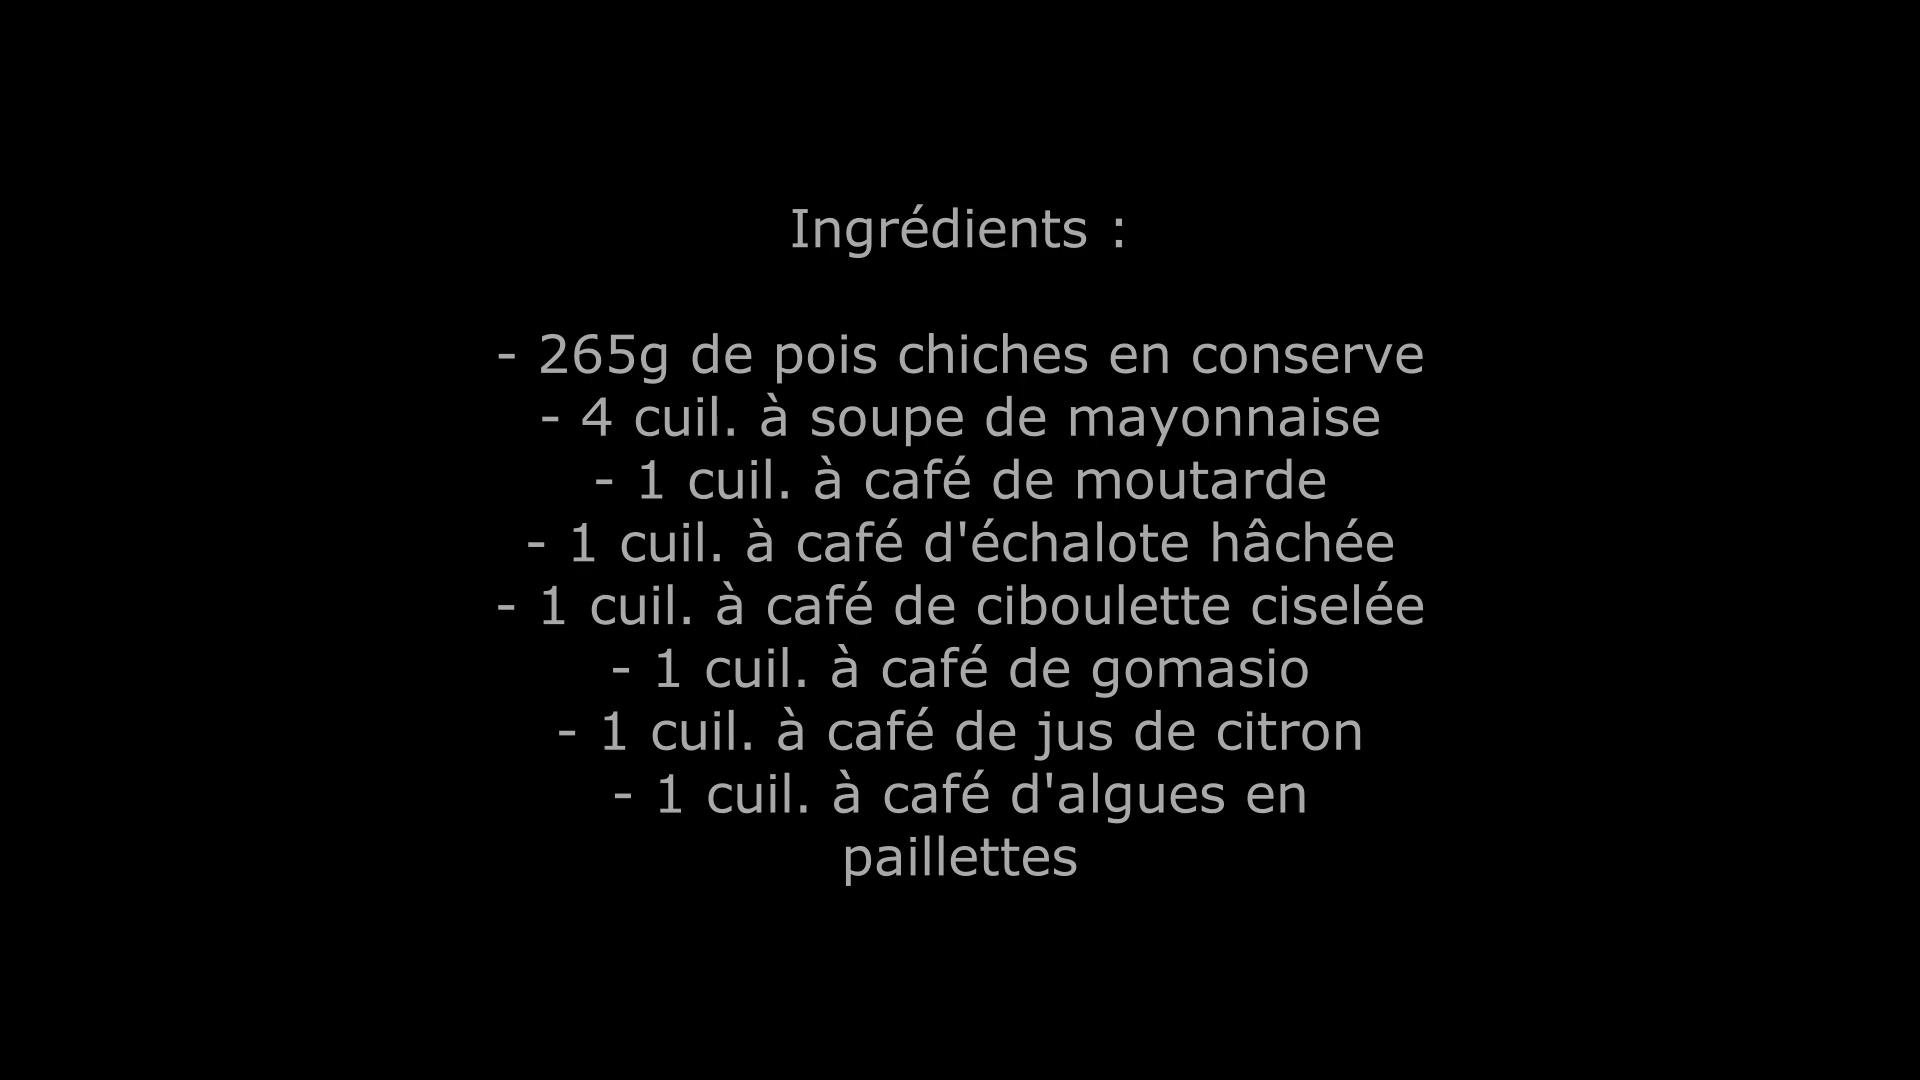 Ingrédients :
- 265g de pois chiches en conserve
- 4 cuil. à soupe de mayonnaise
- 1 cuil. à café de moutarde
- 1 cuil. à café d'échalote hâchée
- 1 cuil. à café de ciboulette ciselée
- 1 cuil. à café de gomasio
- 1 cuil. à café de jus de citron
- 1 cuil. à café d'algues en
paillettes